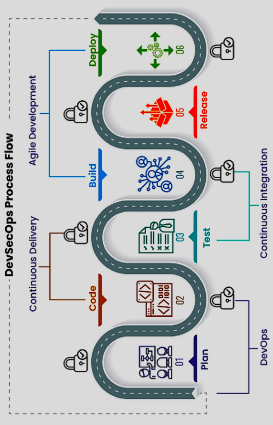 DevSecOps Process Flow
Continuous Delivery
Agile Development
01
Plan
02
Code
03
Test
04
Build
05
Release
06
Deploy
DevOps
Continuous Integration